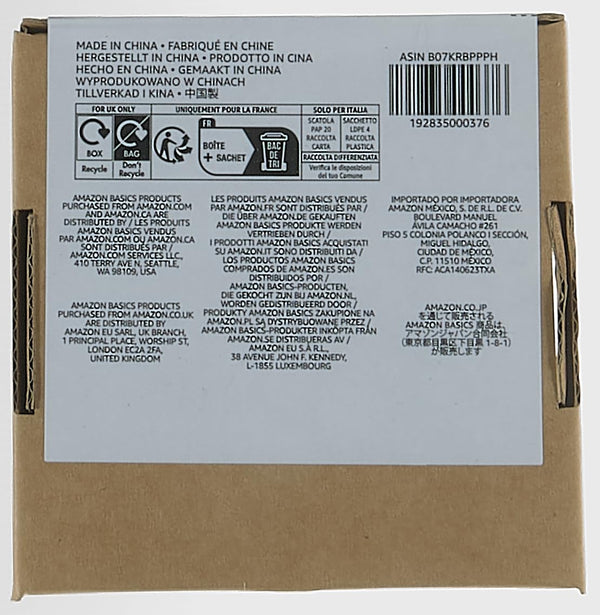 MADE IN CHINA • FABRIQUÉ EN CHINE
HERGESTELLT IN CHINA • PRODOTTO IN CINA
HECHO EN CHINA • GEMAAKT IN CHINA
WYPRODUKOWANO W CHINACH
TILLVERKAD I KINA • 中国製
ASIN B07KRBPPPH
192835000376
FOR UK ONLY
BOX
Recycle
BAG
Don't
Recycle
UNIQUEMENT POUR LA FRANCE
FR
BOÎTE
+ SACHET
BAC
DE
TRI
SOLO PER ITALIA
SCATOLA
PAP 20
RACCOLTA
CARTA
SACCHETTO
LDPE 4
RACCOLTA
PLASTICA
RACCOLTA DIFFERENZIATA
Verifica le disposizioni
del tuo Comune
AMAZON BASICS PRODUCTS
PURCHASED FROM AMAZON.COM
AND AMAZON.CA ARE
DISTRIBUTED BY / LES PRODUITS
AMAZON BASICS VENDUS
PAR AMAZON.COM OU AMAZON.CA
SONT DISTRIBUÉS PAR /
AMAZON.COM SERVICES LLC,
410 TERRY AVE N, SEATTLE,
WA 98109, USA
AMAZON BASICS PRODUCTS
PURCHASED FROM AMAZON.CO.UK
ARE DISTRIBUTED BY
AMAZON EU SARL, UK BRANCH,
1 PRINCIPAL PLACE, WORSHIP ST,
LONDON EC2A 2FA,
UNITED KINGDOM
LES PRODUITS AMAZON BASICS VENDUS
PAR AMAZON.FR SONT DISTRIBUÉS PAR /
DIE ÜBER AMAZON.DE GEKAUFTEN
AMAZON BASICS PRODUKTE WERDEN
VERTRIEBEN DURCH /
I PRODOTTI AMAZON BASICS ACQUISTATI
SU AMAZON.IT SONO DISTRIBUITI DA /
LOS PRODUCTOS AMAZON BASICS
COMPRADOS DE AMAZON.ES SON
DISTRIBUIDOS POR /
AMAZON BASICS-PRODUCTEN,
DIE GEKOCHT ZIJN BIJ AMAZON.NL,
WORDEN GEDISTRIBUEERD DOOR /
PRODUKTY AMAZON BASICS ZAKUPIONE NA
AMAZON.PL SĄ DYSTRYBUOWANE PRZEZ /
AMAZON BASICS-PRODUKTER INKÖPTA FRÅN
AMAZON.SE DISTRIBUERAS AV /
AMAZON EU S.À R.L.,
38 AVENUE JOHN F. KENNEDY,
L-1855 LUXEMBOURG
IMPORTADO POR IMPORTADORA
AMAZON MÉXICO, S. DE R.L. DE C.V.
BOULEVARD MANUEL
ÁVILA CAMACHO #261
PISO 5 COLONIA POLANCO I SECCIÓN,
MIGUEL HIDALGO,
CIUDAD DE MÉXICO,
C.P. 11510 MÉXICO
RFC: ACA140623TXA
AMAZON.CO.JP
を通じて販売される
AMAZON BASICS 商品は、
アマゾンジャパン合同会社
(東京都目黒区下目黒 1-8-1)
が販売します